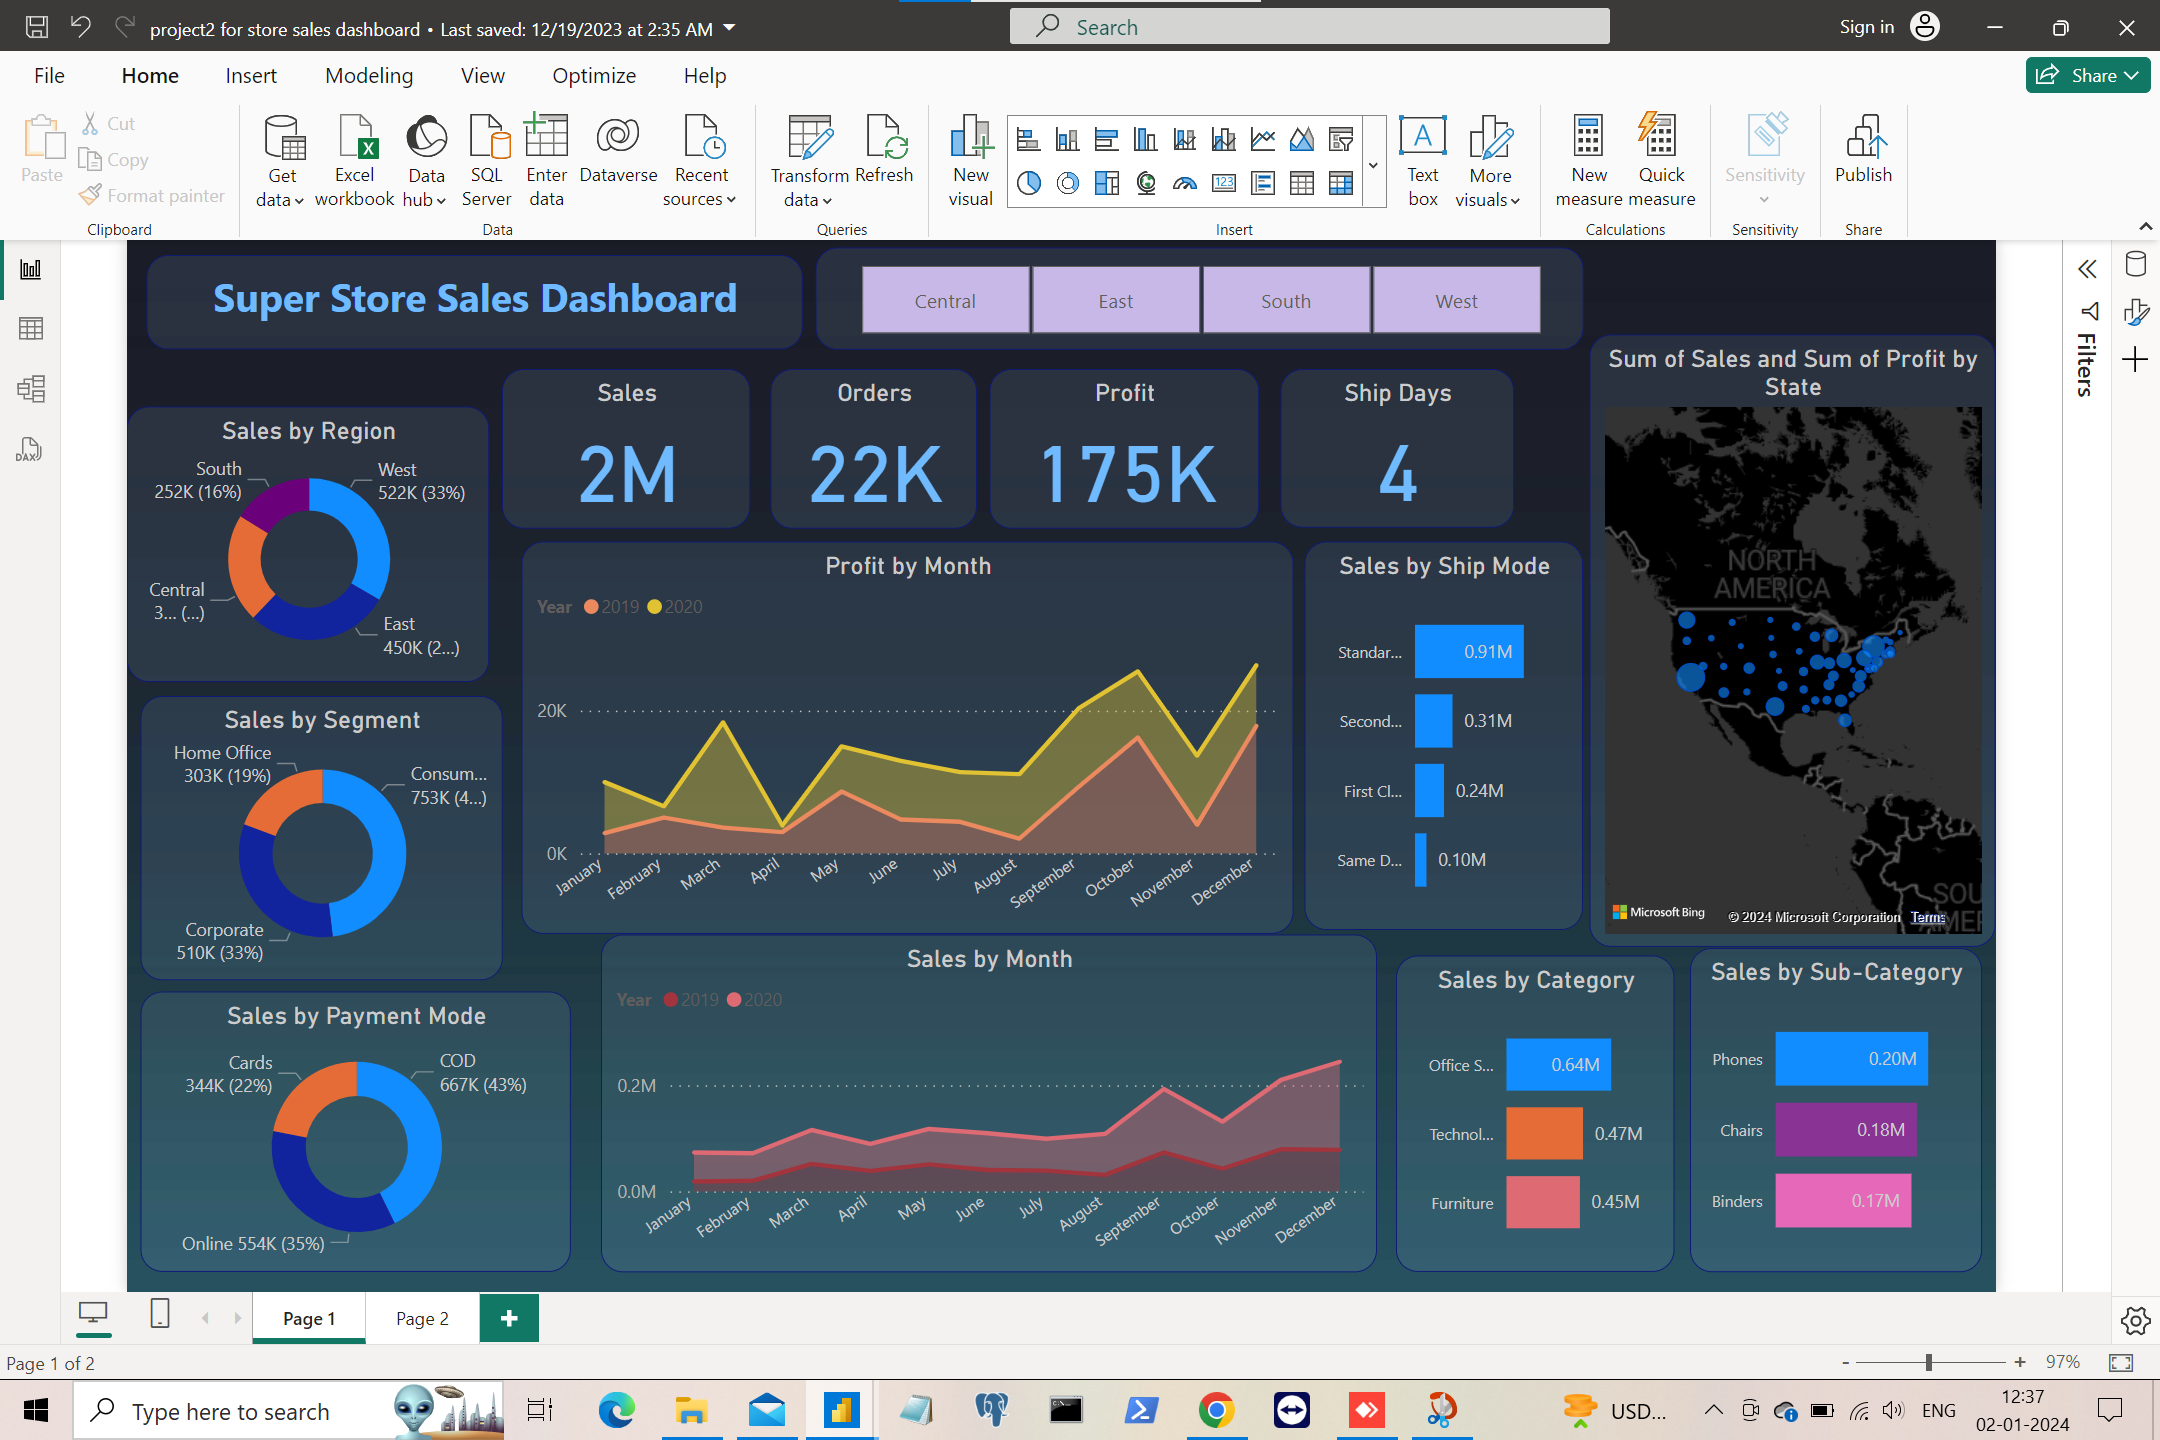 project2 for store sales dashboard • Last saved: 12/19/2023 at 2:35 AM
Search
Sign in
File
Home
Insert
Modeling
View
Optimize
Help
Share
Paste
Cut
Copy
Format painter
Clipboard
Get data
Excel workbook
Data hub
SQL Server
Enter data
Dataverse
Recent sources
Data
Transform data
Refresh
Queries
New visual
123
A
Text box
More visuals
Insert
New measure
Quick measure
Calculations
Sensitivity
Sensitivity
Publish
Share
DAX
Filters
Super Store Sales Dashboard
Central
East
South
West
Sales
2M
Orders
22K
Profit
175K
Ship Days
4
Sum of Sales and Sum of Profit by
State
NORTH
AMERICA
SOU
AMER
Microsoft Bing
© 2024 Microsoft Corporation
Terms
Sales by Region
South
252K (16%)
West
522K (33%)
Central
3... (...)
East
450K (2...)
Profit by Month
Year
2019
2020
20K
0K
January
February
March
April
May
June
July
August
September
October
November
December
Sales by Ship Mode
Standar...
0.91M
Second...
0.31M
First Cl...
0.24M
Same D...
0.10M
Sales by Segment
Home Office
303K (19%)
Consum...
753K (4...)
Corporate
510K (33%)
Sales by Month
Year
2019
2020
0.2M
0.0M
January
February
March
April
May
June
July
August
September
October
November
December
Sales by Category
Office S...
0.64M
Technol...
0.47M
Furniture
0.45M
Sales by Sub-Category
Phones
0.20M
Chairs
0.18M
Binders
0.17M
Sales by Payment Mode
Cards
344K (22%)
COD
667K (43%)
Online 554K (35%)
Page 1
Page 2
Page 1 of 2
- + 97%
Type here to search
USD...
ENG
12:37
02-01-2024